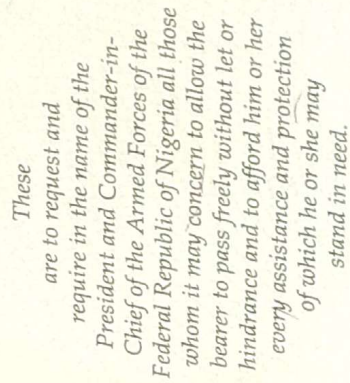 These
are to request and
require in the name of the
President and Commander-in-
Chief of the Armed Forces of the
Federal Republic of Nigeria all those
whom it may concern to allow the
bearer to pass freely without let or
hindrance and to afford him or her
every assistance and protection
of which he or she may
stand in need.